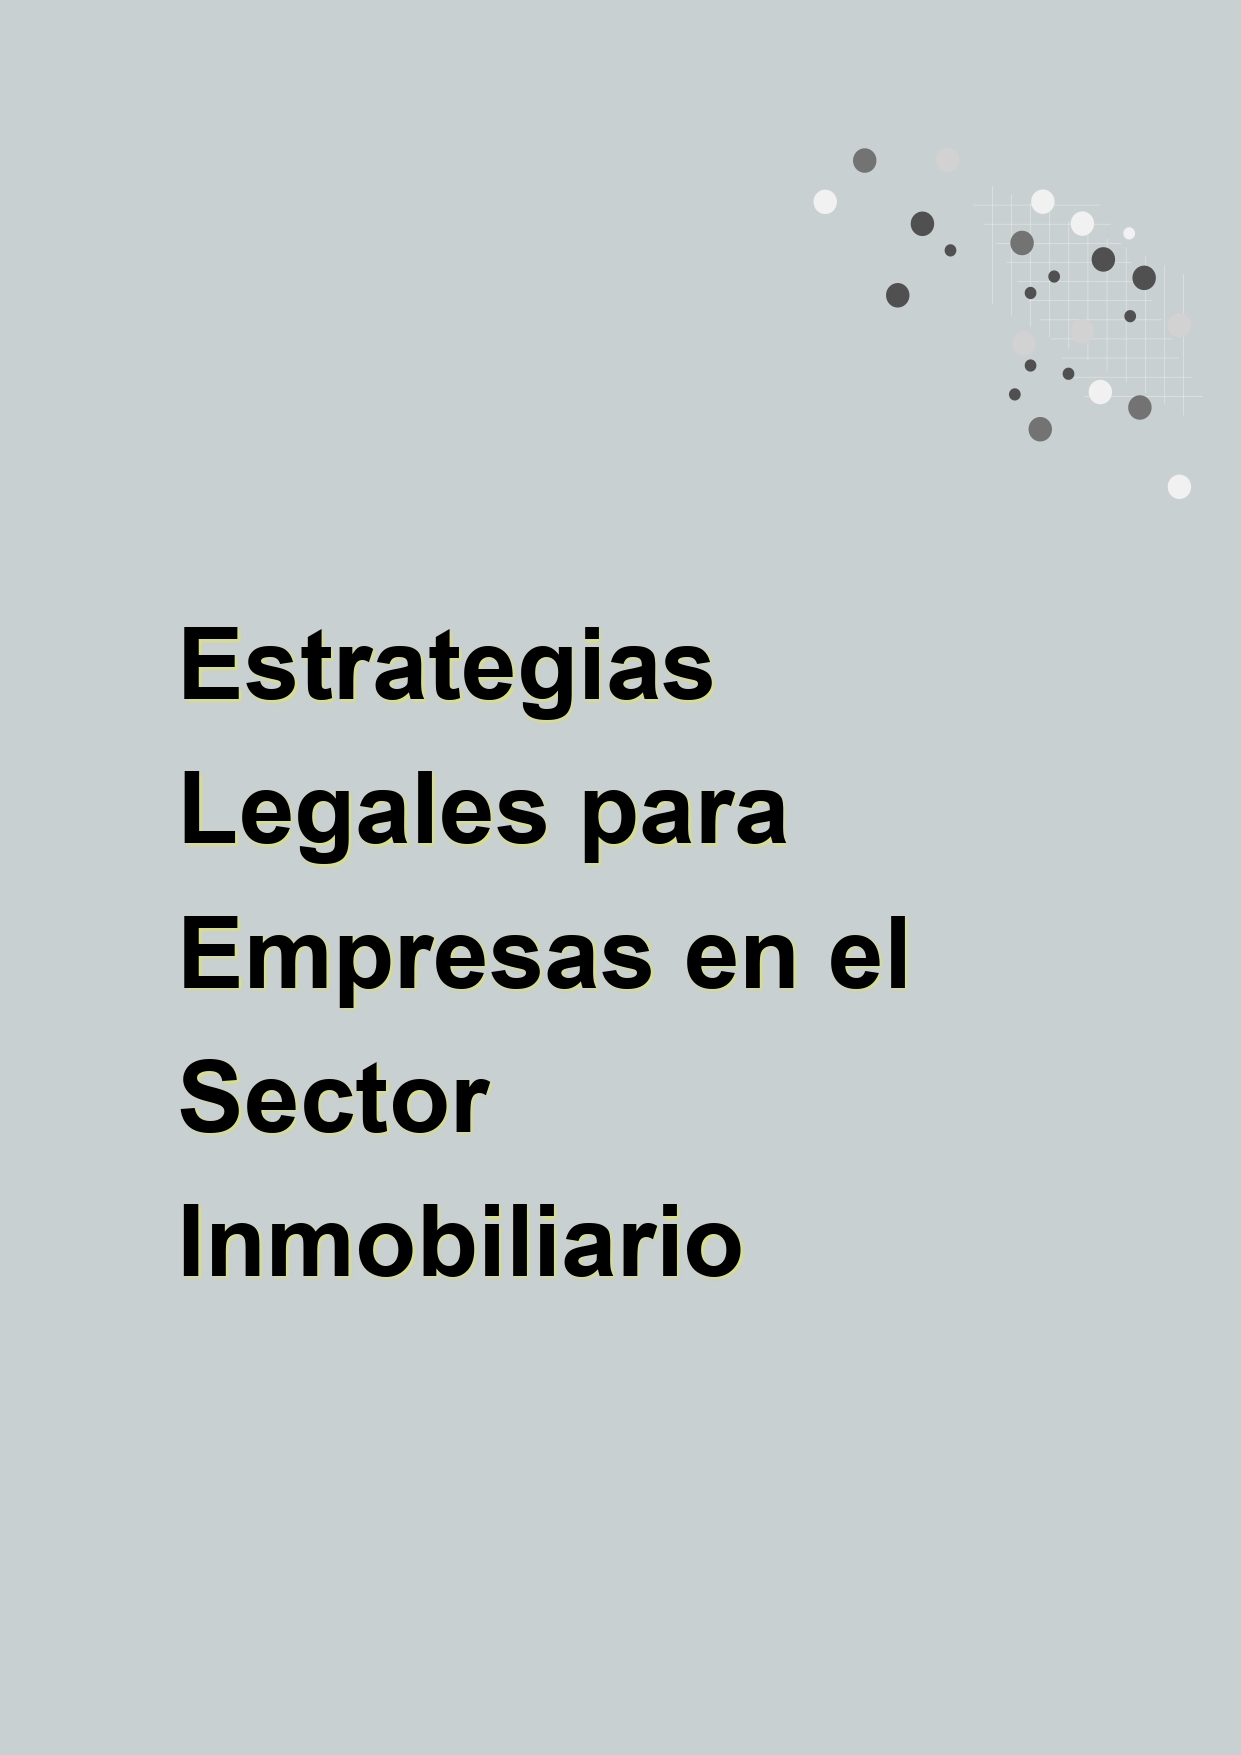 Estrategias
Legales para
Empresas en el
Sector
Inmobiliario